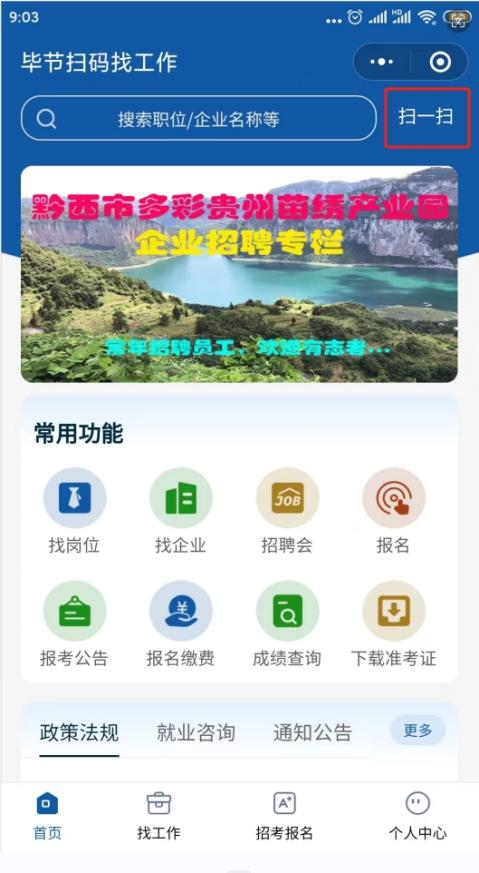 9:03
HD
毕节扫码找工作
搜索职位/企业名称等
扫一扫
黔西市多彩贵州苗绣产业园
企业招聘专栏
常年招聘员工，欢迎有志者...
常用功能
找岗位
找企业
JOB
招聘会
报名
报考公告
报名缴费
成绩查询
下载准考证
政策法规
就业咨询
通知公告
更多
首页
找工作
招考报名
个人中心